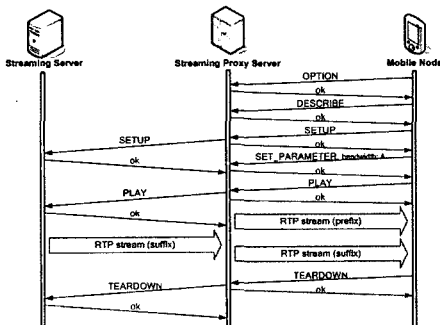 Streaming Server Streaming Proxy Server Mobile Node
OPTION
ok
DESCRIBE
ok
SETUP
SETUP
ok
ok
SET_PARAMETER bandwidth: A
ok
PLAY
PLAY
ok
ok
RTP stream (prefix)
RTP stream (suffix)
RTP stream (suffix)
TEARDOWN
TEARDOWN
ok
ok